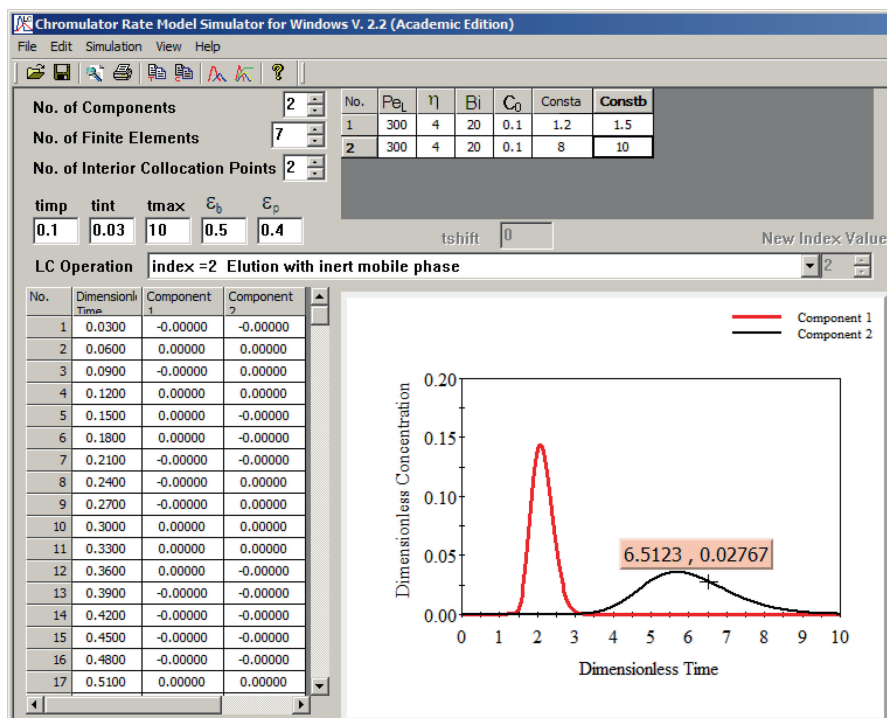 Chromulator Rate Model Simulator for Windows V. 2.2 (Academic Edition)
File Edit Simulation View Help
No. of Components 2
No. of Finite Elements 7
No. of Interior Collocation Points 2
No. PeL η Bi C0 Consta Constb
1 300 4 20 0.1 1.2 1.5
2 300 4 20 0.1 8 10
timp tint tmax εb εp
0.1 0.03 10 0.5 0.4
tshift 0 New Index Value
LC Operation index =2 Elution with inert mobile phase 2
No. Dimensionl Component Component
Time 1 2
1 0.0300 -0.00000 -0.00000
2 0.0600 0.00000 0.00000
3 0.0900 -0.00000 0.00000
4 0.1200 0.00000 0.00000
5 0.1500 0.00000 -0.00000
6 0.1800 0.00000 -0.00000
7 0.2100 -0.00000 -0.00000
8 0.2400 -0.00000 0.00000
9 0.2700 -0.00000 0.00000
10 0.3000 0.00000 0.00000
11 0.3300 0.00000 0.00000
12 0.3600 -0.00000 0.00000
13 0.3900 -0.00000 -0.00000
14 0.4200 -0.00000 -0.00000
15 0.4500 -0.00000 -0.00000
16 0.4800 -0.00000 -0.00000
17 0.5100 0.00000 0.00000
Component 1
Component 2
Dimensionless Concentration
0.20
0.15
0.10
0.05
0.00
6.5123 , 0.02767
0 1 2 3 4 5 6 7 8 9 10
Dimensionless Time